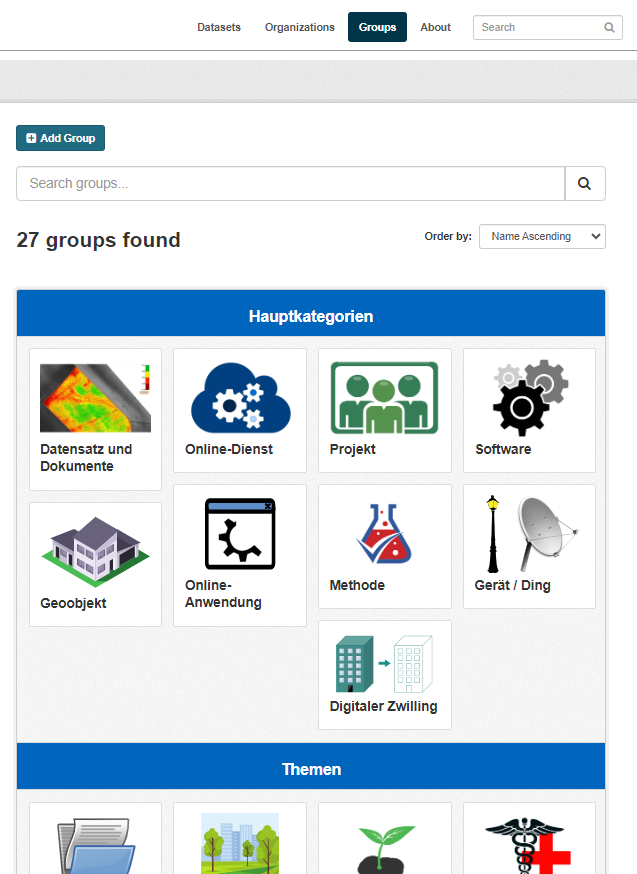 Datasets Organizations Groups About Search
Add Group
Search groups...
27 groups found
Order by: Name Ascending
Hauptkategorien
Datensatz und
Dokumente
Online-Dienst
Projekt
Software
Geoobjekt
Online-
Anwendung
Methode
Gerät / Ding
Digitaler Zwilling
Themen